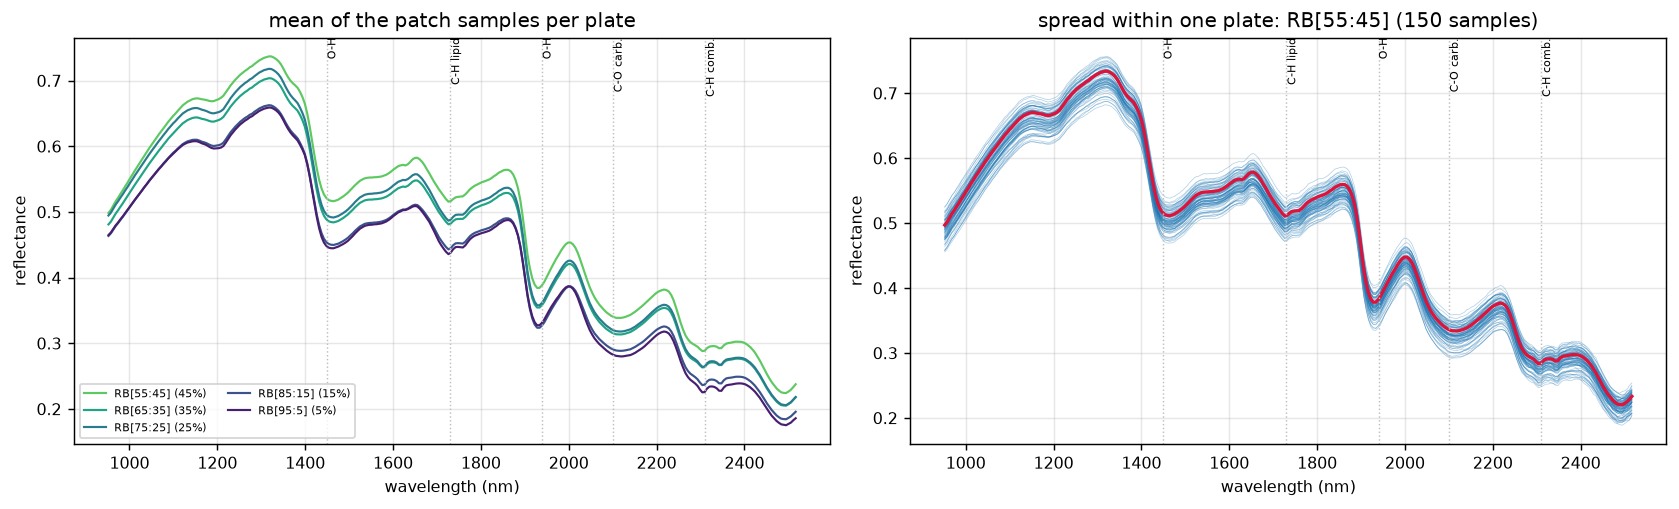 mean of the patch samples per plate
O-H
C-H lipid
O-H
C-O carb.
C-H comb.
0.7
0.6
0.5
0.4
0.3
0.2
reflectance
RB[55:45] (45%)
RB[65:35] (35%)
RB[75:25] (25%)
RB[85:15] (15%)
RB[95:5] (5%)
1000 1200 1400 1600 1800 2000 2200 2400
wavelength (nm)
spread within one plate: RB[55:45] (150 samples)
O-H
C-H lipid
O-H
C-O carb.
C-H comb.
0.7
0.6
0.5
0.4
0.3
0.2
reflectance
1000 1200 1400 1600 1800 2000 2200 2400
wavelength (nm)